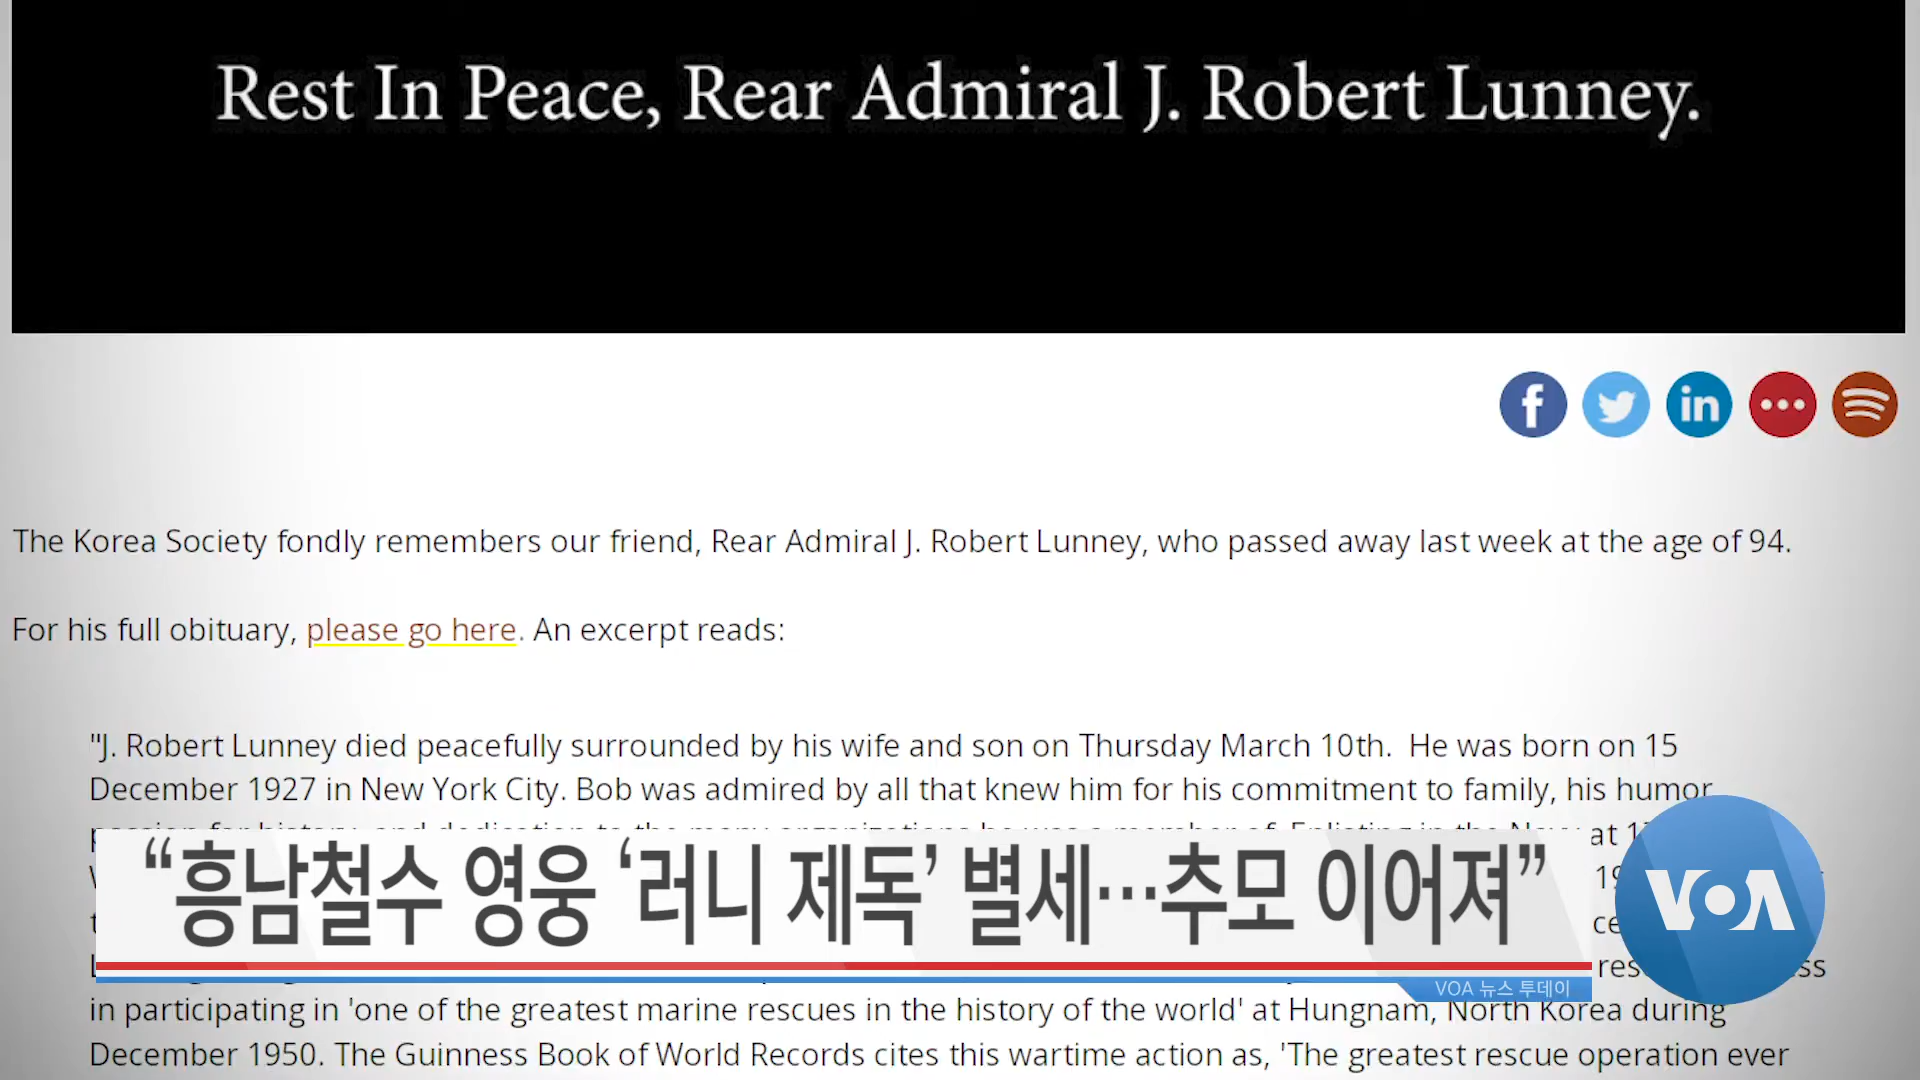 Rest In Peace, Rear Admiral J. Robert Lunney.
The Korea Society fondly remembers our friend, Rear Admiral J. Robert Lunney, who passed away last week at the age of 94.
For his full obituary, please go here. An excerpt reads:
"J. Robert Lunney died peacefully surrounded by his wife and son on Thursday March 10th. He was born on 15
December 1927 in New York City. Bob was admired by all that knew him for his commitment to family, his humor
at
“흥남철수 영웅 ‘러니 제독’ 별세…추모 이어져”
VOA
VOA 뉴스 투데이
in participating in 'one of the greatest marine rescues in the history of the world' at Hungnam, North Korea during
December 1950. The Guinness Book of World Records cites this wartime action as, 'The greatest rescue operation ever